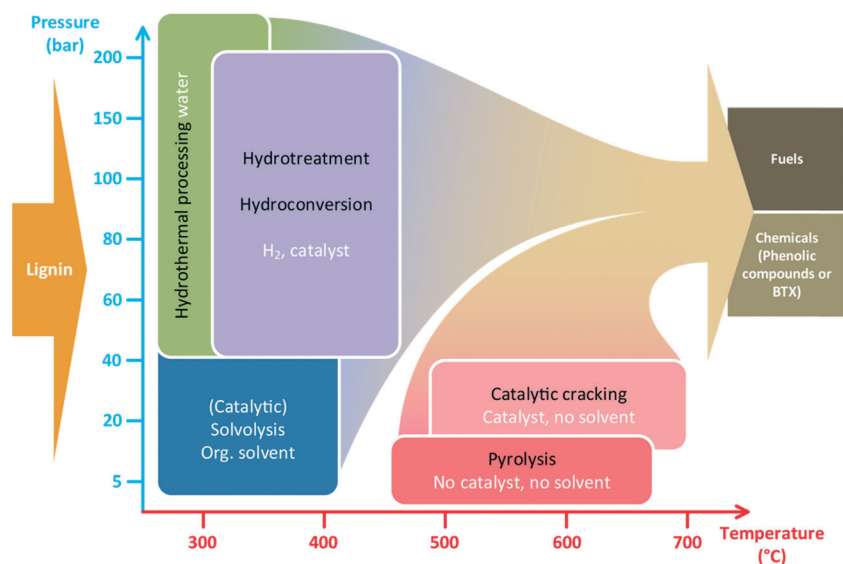 Pressure
(bar)
200
150
100
80
60
40
20
5
Lignin
Hydrothermal processing water
Hydrotreatment
Hydroconversion
H₂, catalyst
(Catalytic)
Solvolysis
Org. solvent
Catalytic cracking
Catalyst, no solvent
Pyrolysis
No catalyst, no solvent
Fuels
Chemicals
(Phenolic
compounds or
BTX)
300
400
500
600
700
Temperature
(°C)